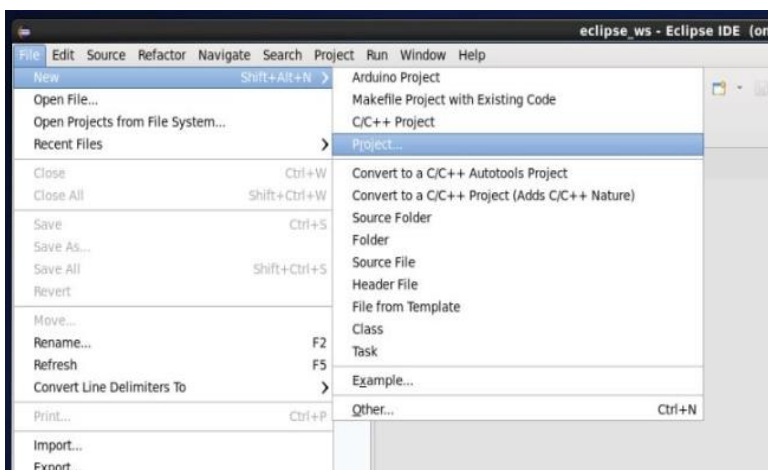 eclipse_ws - Eclipse IDE (on
File Edit Source Refactor Navigate Search Project Run Window Help
New Shift+Alt+N >
Open File...
Open Projects from File System...
Recent Files >
Close Ctrl+W
Close All Shift+Ctrl+W
Save Ctrl+S
Save As...
Save All Shift+Ctrl+S
Revert
Move...
Rename... F2
Refresh F5
Convert Line Delimiters To >
Print... Ctrl+P
Import...
Export...
Arduino Project
Makefile Project with Existing Code
C/C++ Project
Project...
Convert to a C/C++ Autotools Project
Convert to a C/C++ Project (Adds C/C++ Nature)
Source Folder
Folder
Source File
Header File
File from Template
Class
Task
Example...
Other... Ctrl+N